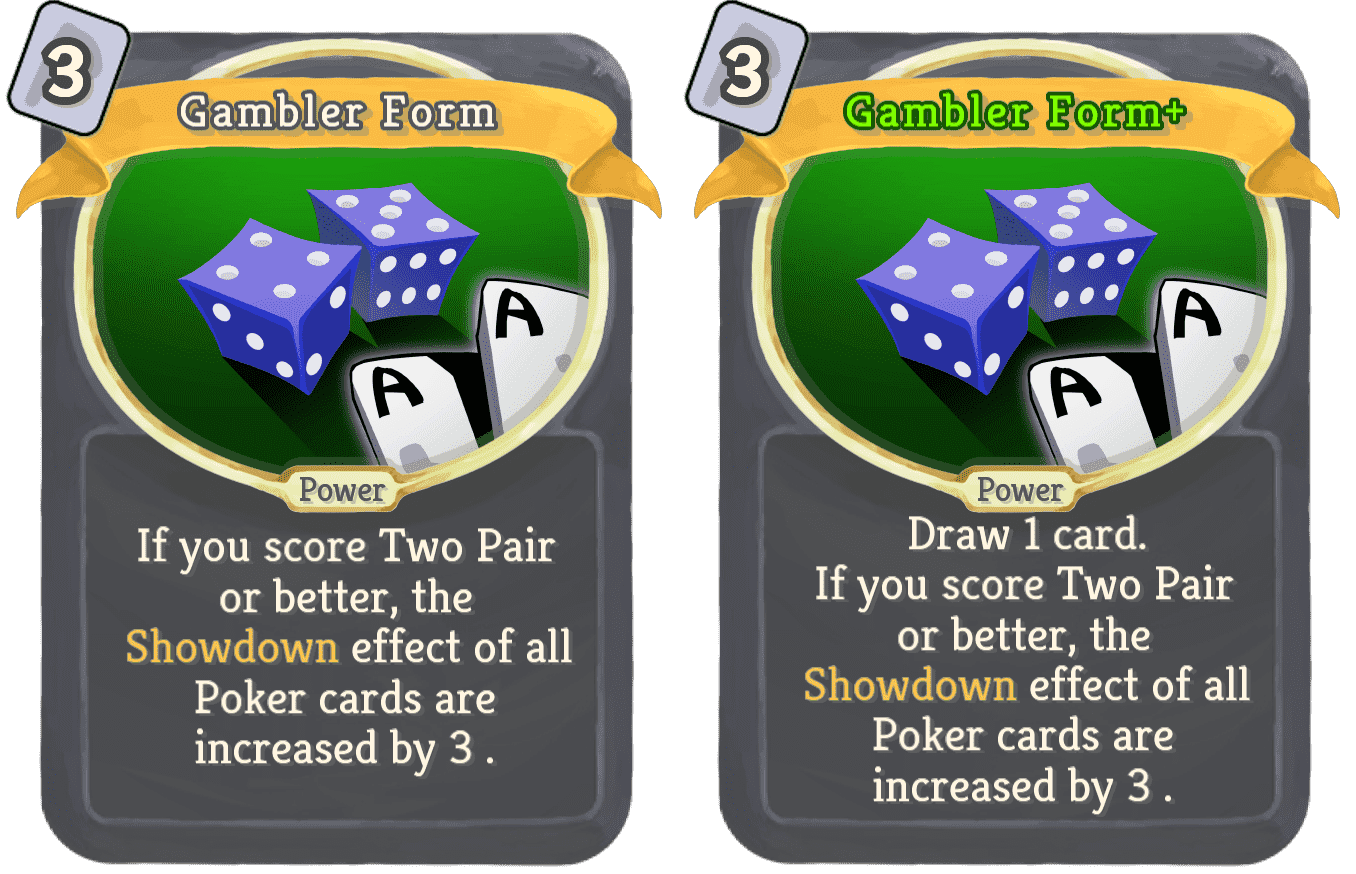 3
Gambler Form
A
A
Power
If you score Two Pair
or better, the
Showdown effect of all
Poker cards are
increased by 3 .
3
Gambler Form+
A
A
Power
Draw 1 card.
If you score Two Pair
or better, the
Showdown effect of all
Poker cards are
increased by 3 .